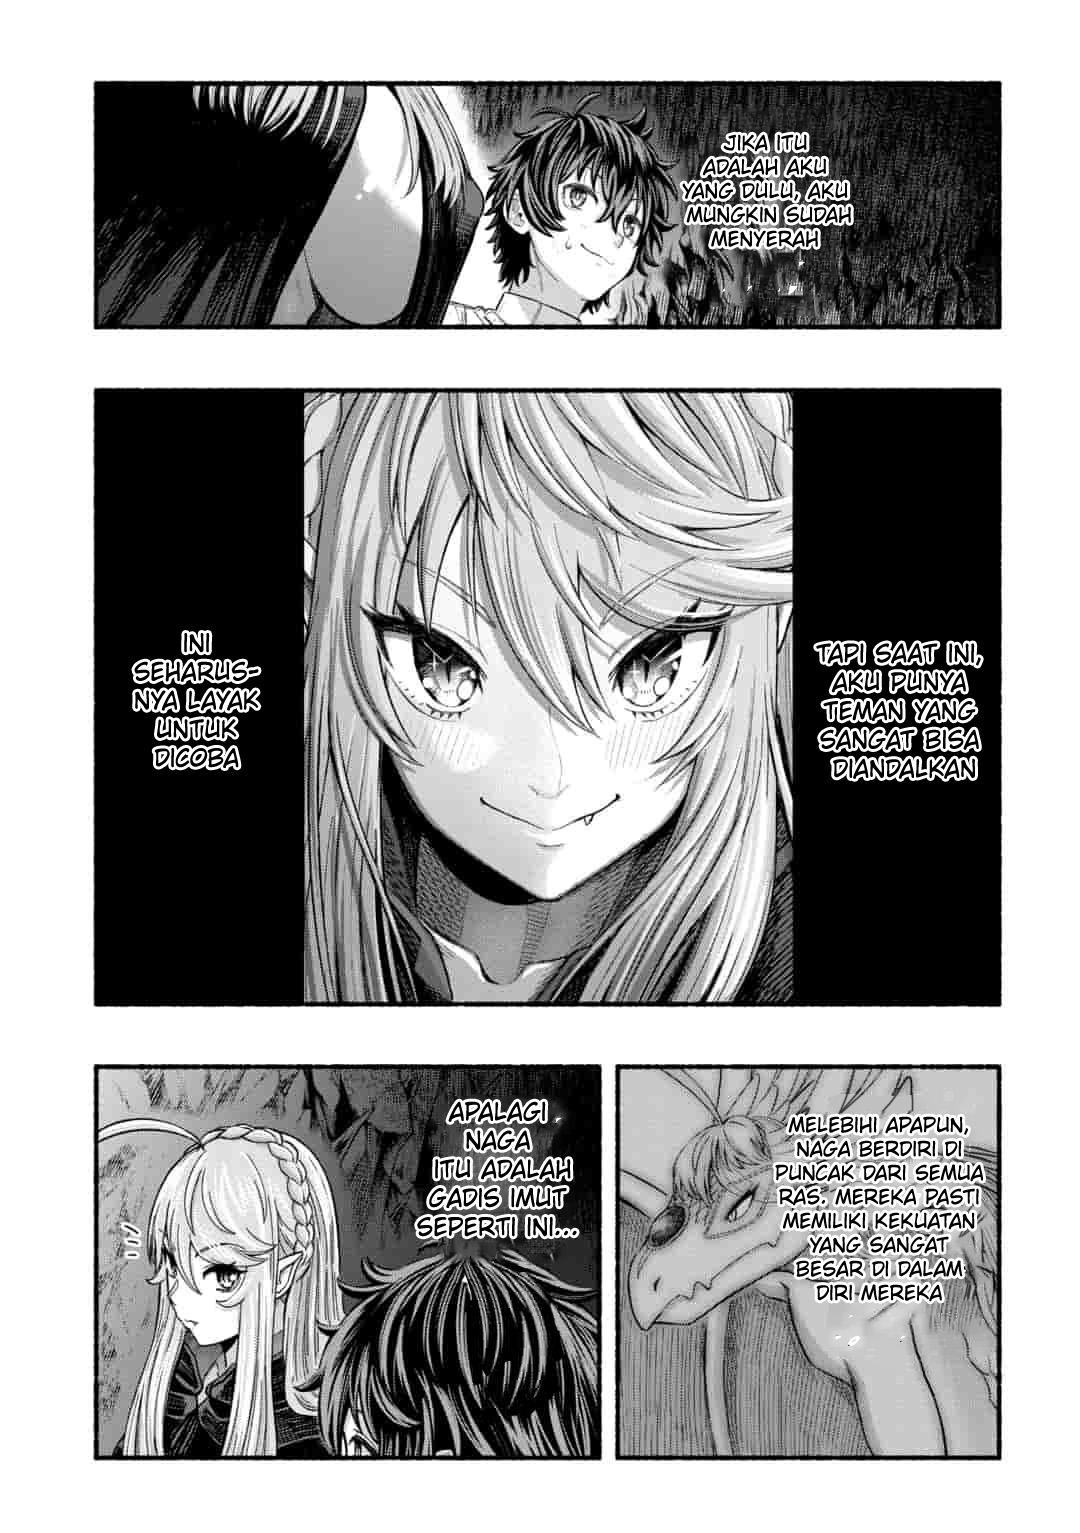 JIKA ITU
ADALAH AKU
YANG DULU, AKU
MUNGKIN SUDAH
MENYERAH
TAPI SAAT INI,
AKU PUNYA
TEMAN YANG
SANGAT BISA
DIANDALKAN
INI
SEHARUS-
NYA LAYAK
UNTUK
DICOBA
MELEBIHI APAPUN,
NAGA BERDIRI DI
PUNCAK DARI SEMUA
RAS. MEREKA PASTI
MEMILIKI KEKUATAN
YANG SANGAT
BESAR DI DALAM
DIRI MEREKA
APALAGI
NAGA
ITU ADALAH
GADIS IMUT
SEPERTI INI...